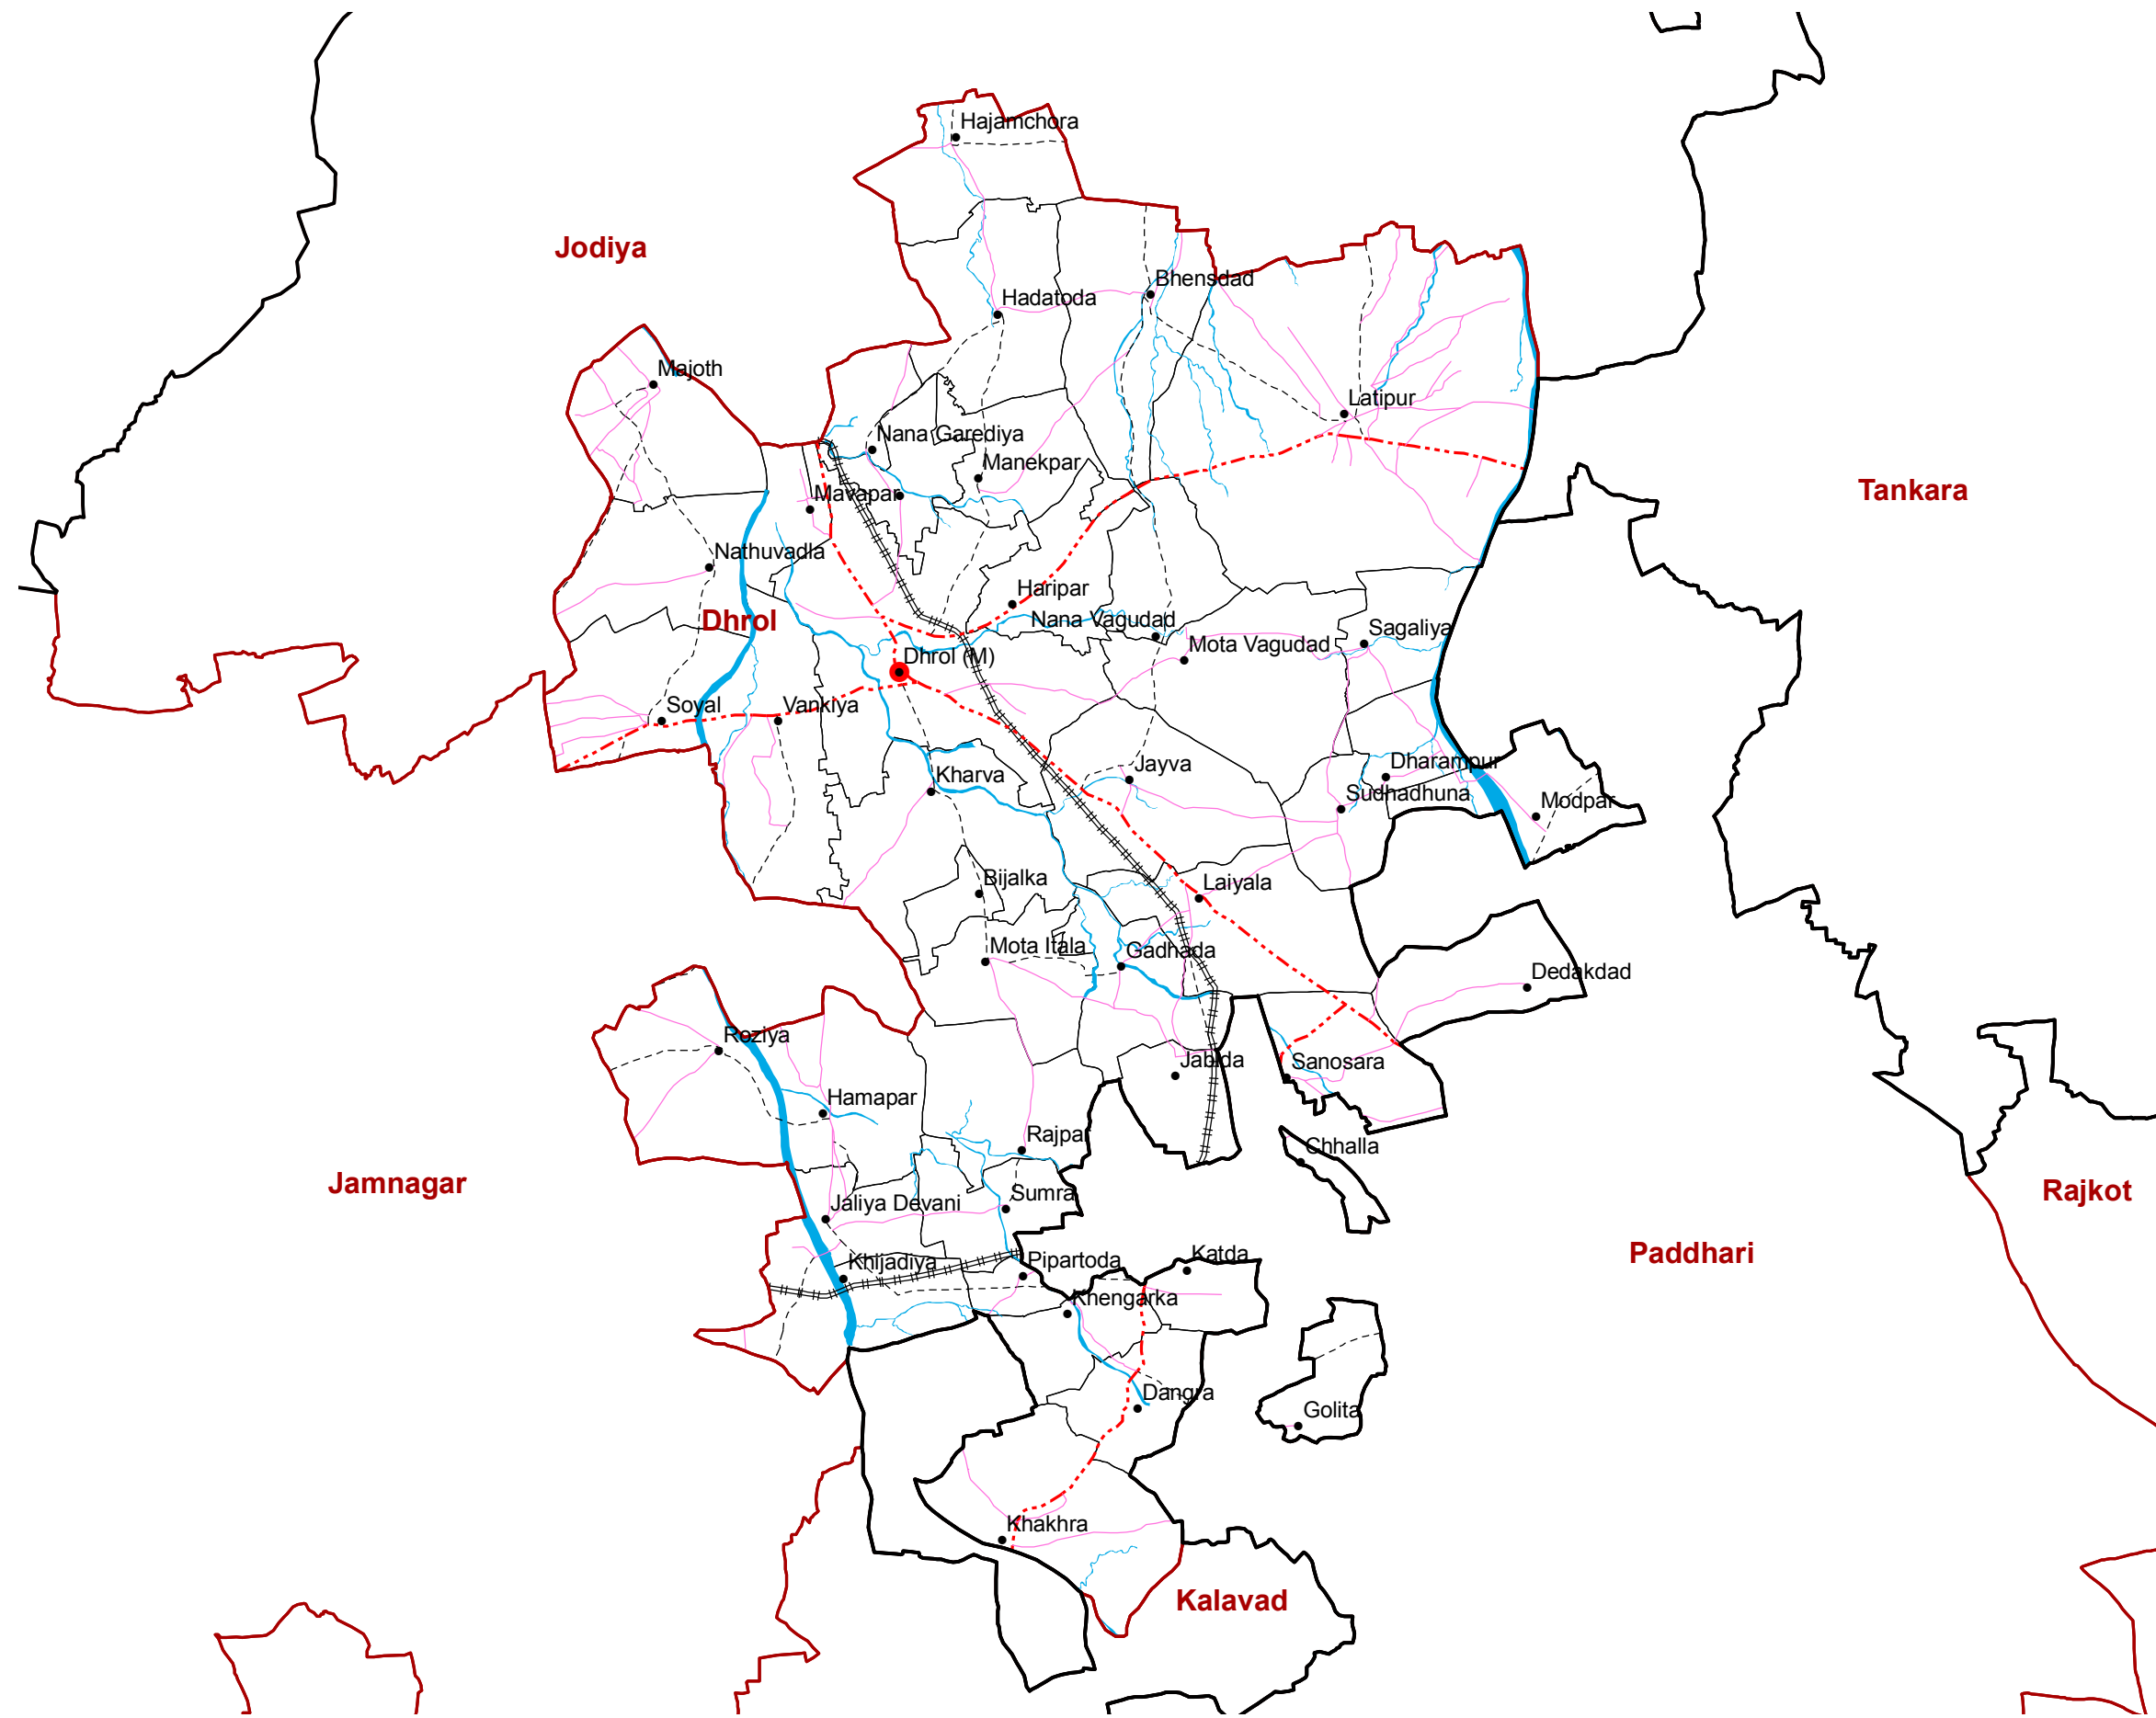 Hajamchora
Jodiya
Bhensdad
Hadatoda
Majoth
Latipur
Nana Garediya
Manekpar
Mavapar
Tankara
Nathuvadla
Haripar
Dhrol
Nana Vagudad
Sagaliya
Mota Vagudad
Dhrol (M)
Soyal
Vankiya
Jayva
Dharampur
Kharva
Sudhadhuna
Modpar
Bijalka
Laiyala
Mota Itala
Gadhada
Dedakdad
Roziya
Jabida
Sanosara
Hamapar
Rajpar
Chhalla
Jamnagar
Rajkot
Sumra
Jaliya Devani
Paddhari
Katda
Khijadiya
Pipartoda
Khengarka
Dangra
Golita
Khakhra
Kalavad